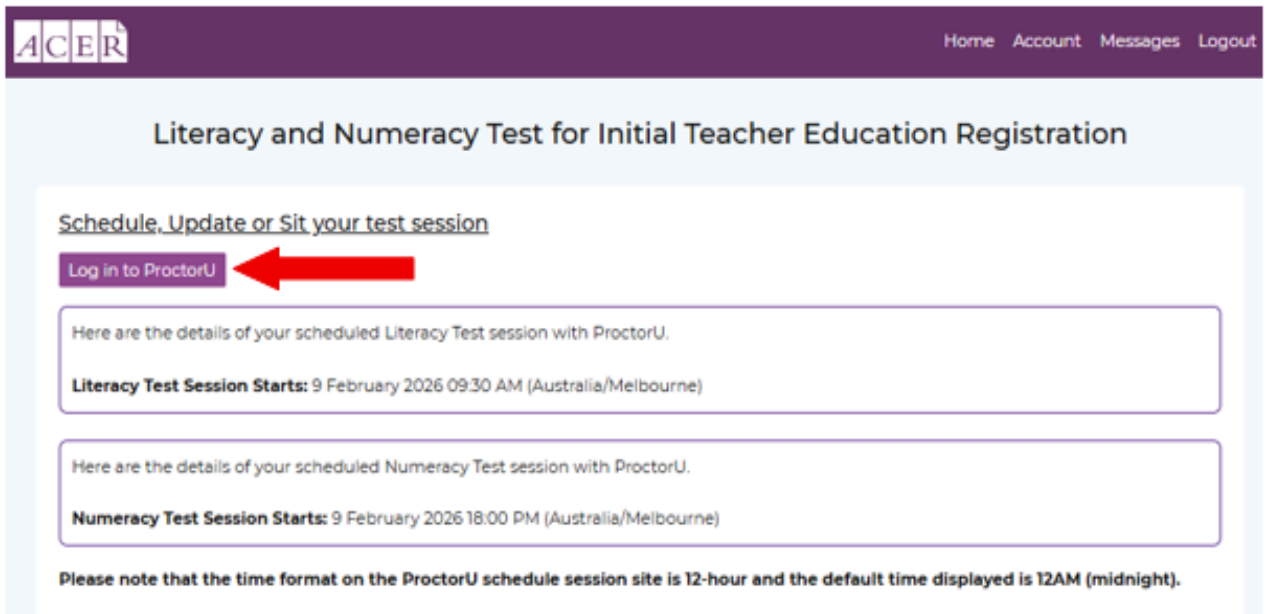 ACER
Home Account Messages Logout
Literacy and Numeracy Test for Initial Teacher Education Registration
Schedule, Update or Sit your test session
Log in to ProctorU
Here are the details of your scheduled Literacy Test session with ProctorU.
Literacy Test Session Starts: 9 February 2026 09:30 AM (Australia/Melbourne)
Here are the details of your scheduled Numeracy Test session with ProctorU.
Numeracy Test Session Starts: 9 February 2026 18:00 PM (Australia/Melbourne)
Please note that the time format on the ProctorU schedule session site is 12-hour and the default time displayed is 12AM (midnight).